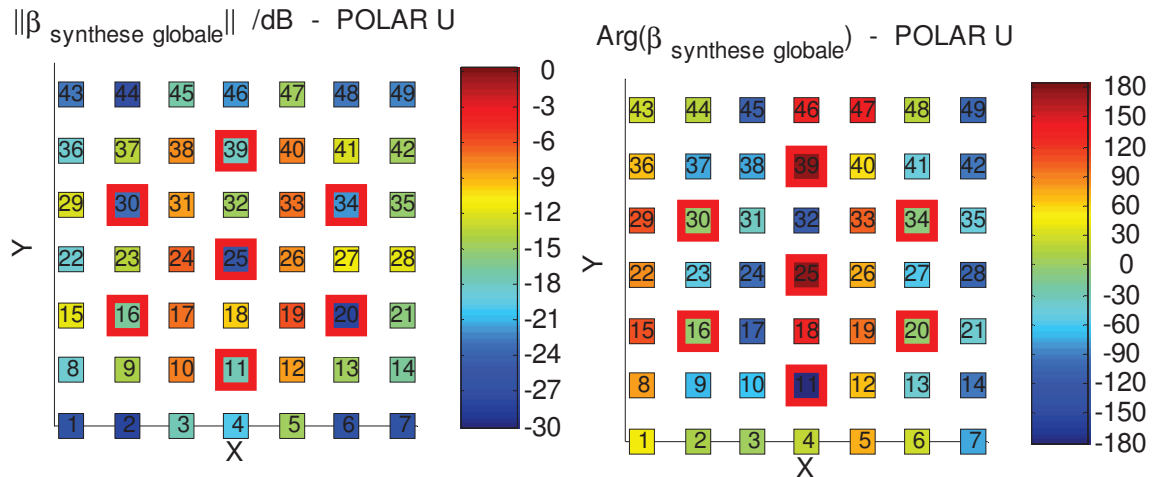 ||β synthese globale|| /dB - POLAR U
43 44 45 46 47 48 49
36 37 38 39 40 41 42
29 30 31 32 33 34 35
22 23 24 25 26 27 28
15 16 17 18 19 20 21
8 9 10 11 12 13 14
1 2 3 4 5 6 7
X
Y
0
-3
-6
-9
-12
-15
-18
-21
-24
-27
-30
Arg(β synthese globale) - POLAR U
43 44 45 46 47 48 49
36 37 38 39 40 41 42
29 30 31 32 33 34 35
22 23 24 25 26 27 28
15 16 17 18 19 20 21
8 9 10 11 12 13 14
1 2 3 4 5 6 7
X
Y
180
150
120
90
60
30
0
-30
-60
-90
-120
-150
-180